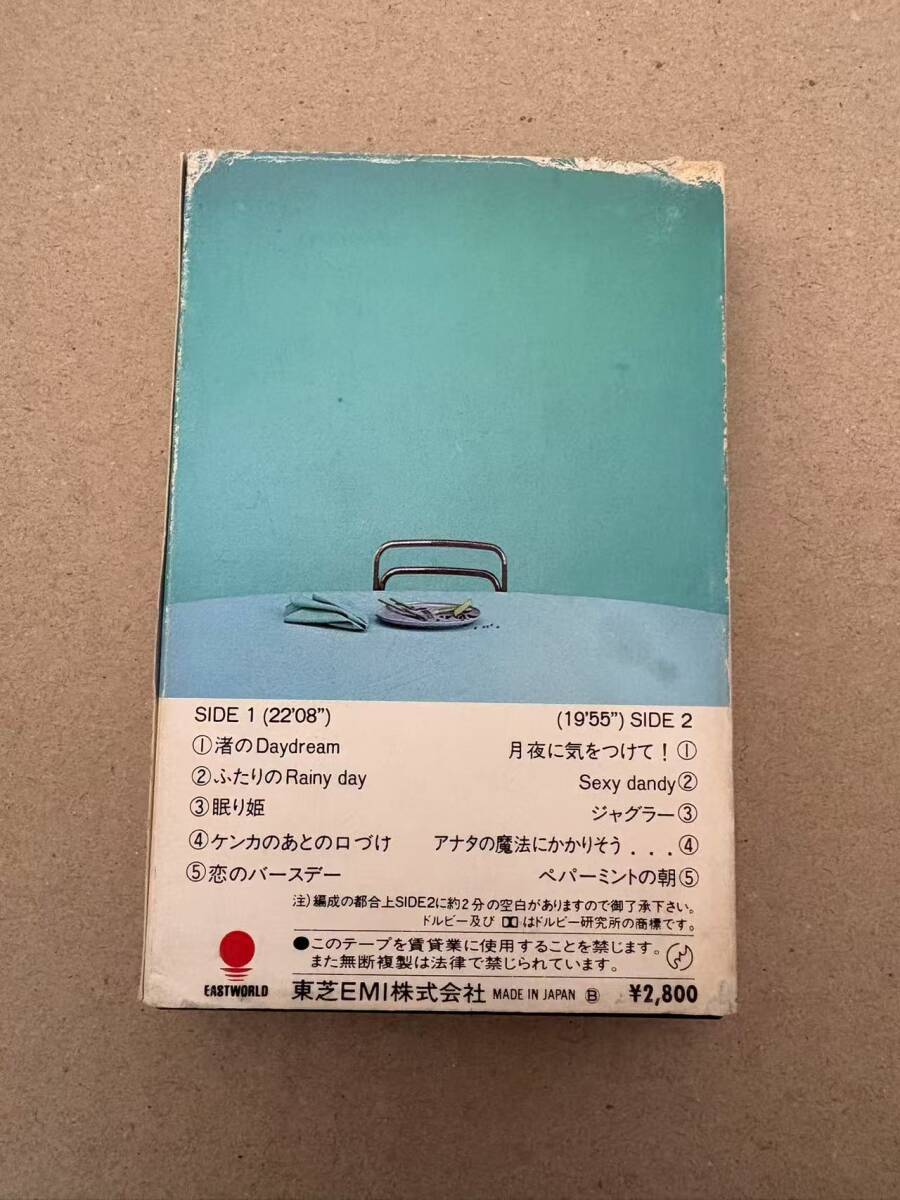 SIDE 1 (22'08")
①渚のDaydream
②ふたりのRainy day
③眠り姫
④ケンカのあとの口づけ
⑤恋のバースデー
(19'55") SIDE 2
月夜に気をつけて！①
Sexy dandy②
ジャグラー③
アナタの魔法にかかりそう...④
ペパーミントの朝⑤
注)編成の都合上SIDE2に約2分の空白がありますので御了承下さい。
ドルビー及び はドルビー研究所の商標です。
●このテープを賃貸業に使用することを禁じます。
また無断複製は法律で禁じられています。
EASTWORLD
東芝EMI株式会社 MADE IN JAPAN Ⓑ ¥2,800